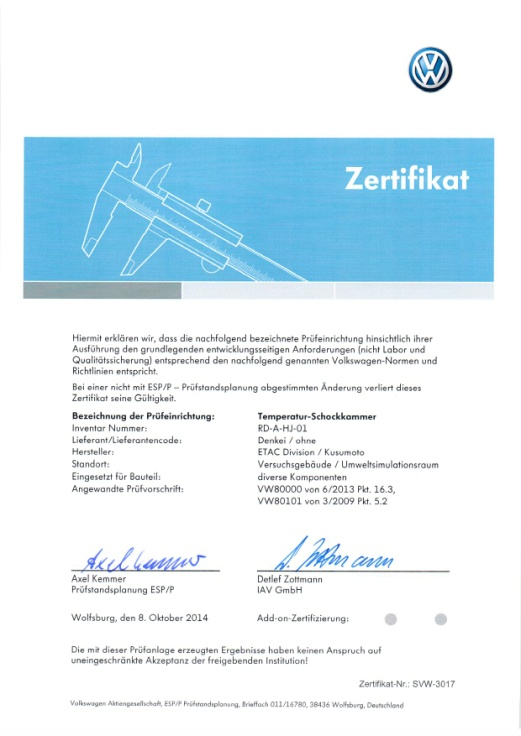 Zertifikat
Hiermit erklären wir, dass die nachfolgend bezeichnete Prüfeinrichtung hinsichtlich ihrer
Ausführung den grundlegenden entwicklungsseitigen Anforderungen (nicht Labor und
Qualitätssicherung) entsprechend den nachfolgend genannten Volkswagen-Normen und
Richtlinien entspricht.
Bei einer nicht mit ESP/P – Prüfstandsplanung abgestimmten Änderung verliert dieses
Zertifikat seine Gültigkeit.
Bezeichnung der Prüfeinrichtung: Temperatur-Schockkammer
Inventar Nummer: RD-A-HJ-01
Lieferant/Lieferantencode: Denkei / ohne
Hersteller: ETAC Division / Kusumoto
Standort: Versuchsgebäude / Umweltsimulationsraum
Eingesetzt für Bauteil: diverse Komponenten
Angewandte Prüfvorschrift: VW80000 von 6/2013 Pkt. 16.3,
VW80101 von 3/2009 Pkt. 5.2
Axel Kemmer Detlef Zottmann
Prüfstandsplanung ESP/P IAV GmbH
Wolfsburg, den 8. Oktober 2014 Add-on-Zertifizierung:
Die mit dieser Prüfanlage erzeugten Ergebnisse haben keinen Anspruch auf
uneingeschränkte Akzeptanz der freigebenden Institution!
Zertifikat-Nr.: SVW-3017
Volkswagen Aktiengesellschaft, ESP/P Prüfstandsplanung, Brieffach 011/16780, 38436 Wolfsburg, Deutschland